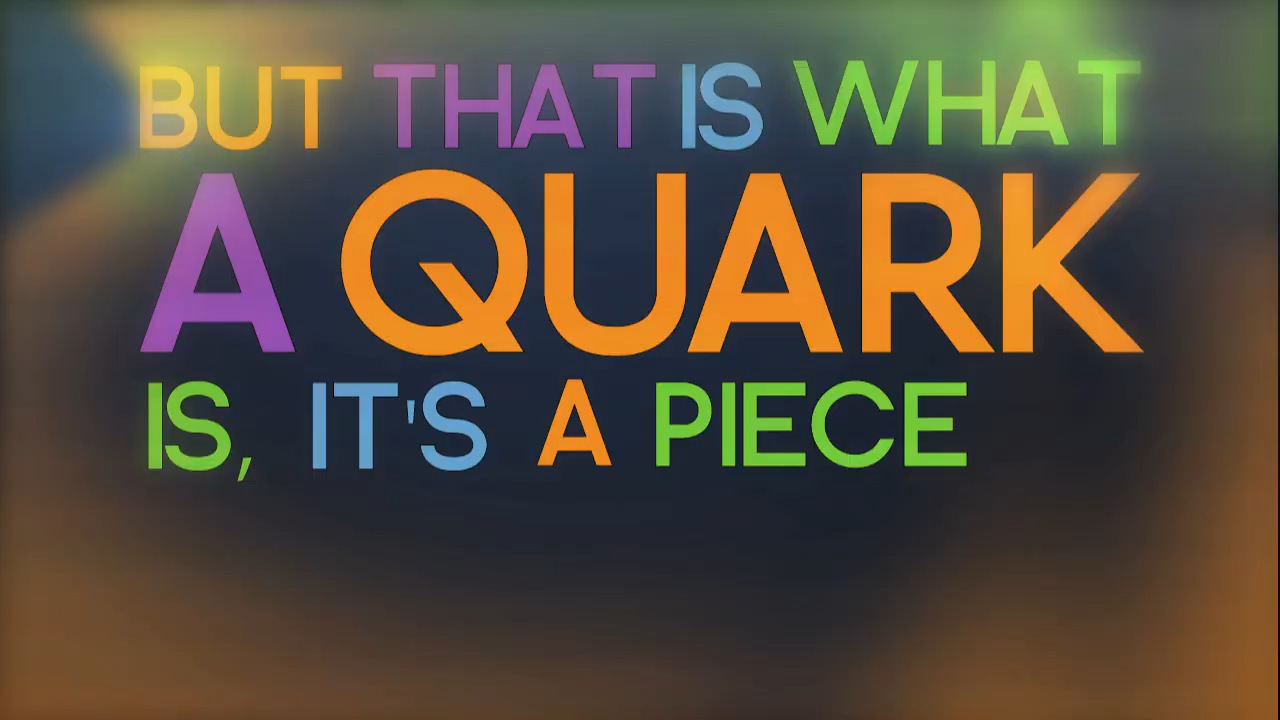 BUT THAT IS WHAT
A QUARK
IS, IT'S A PIECE